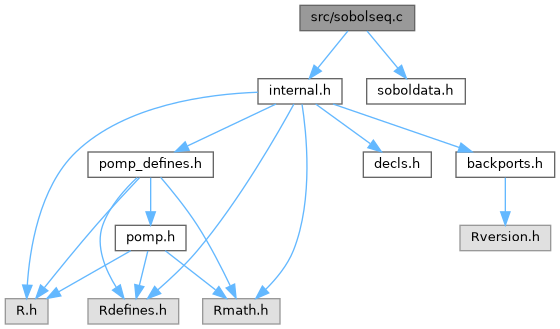 src/sobolseq.c
internal.h
soboldata.h
pomp_defines.h
decls.h
backports.h
pomp.h
Rversion.h
R.h
Rdefines.h
Rmath.h